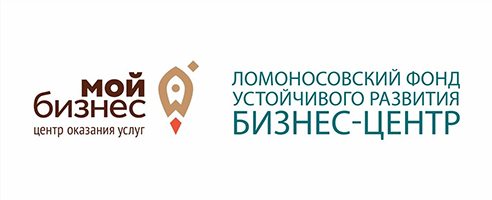 мой
бизнес
центр оказания услуг
ЛОМОНОСОВСКИЙ ФОНД
УСТОЙЧИВОГО РАЗВИТИЯ
БИЗНЕС-ЦЕНТР